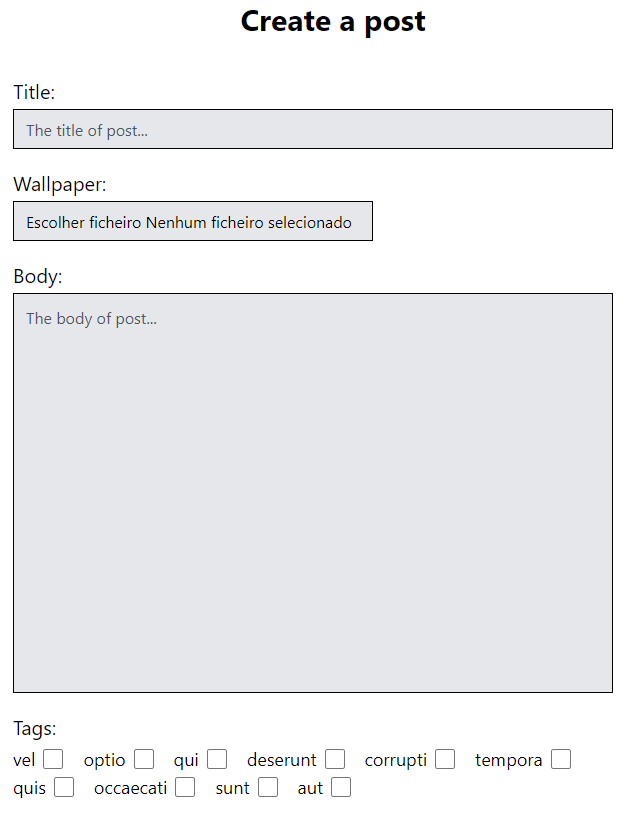 Create a post
Title:
The title of post...
Wallpaper:
Escolher ficheiro Nenhum ficheiro selecionado
Body:
The body of post...
Tags:
vel optio qui deserunt corrupti tempora
quis occaecati sunt aut